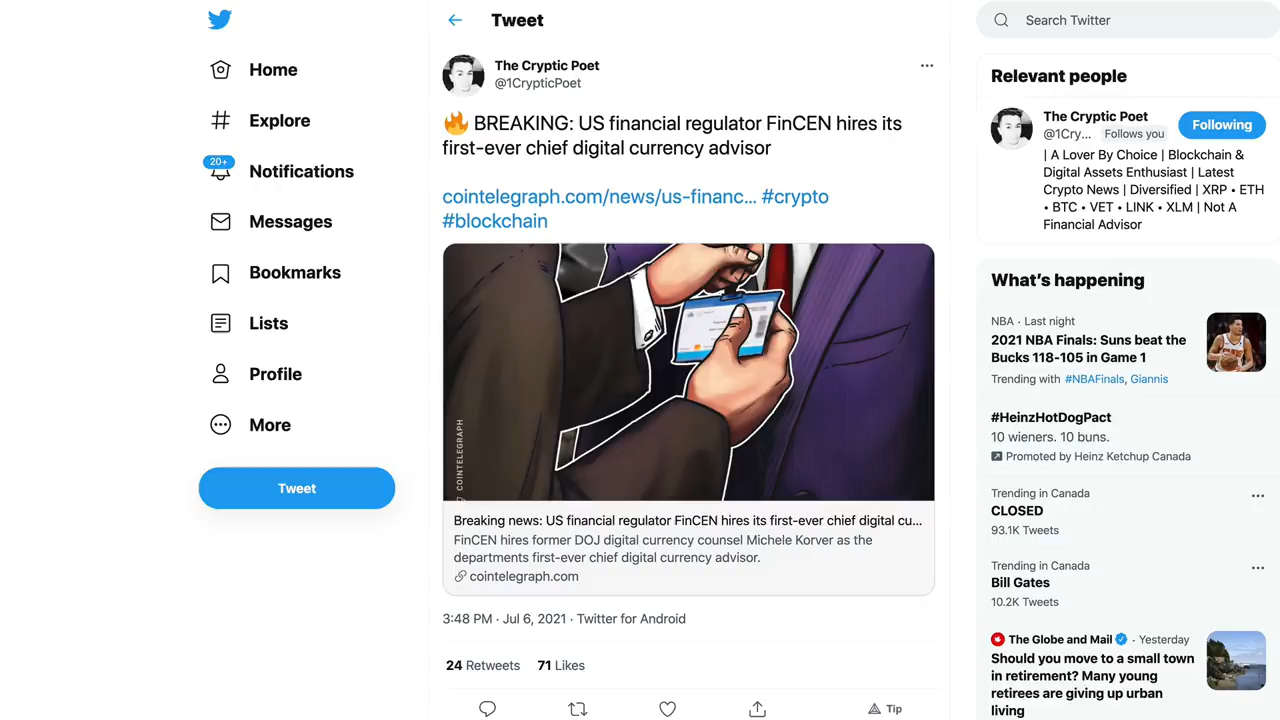 Home
Explore
20+
Notifications
Messages
Bookmarks
Lists
Profile
More
Tweet
Tweet
The Cryptic Poet
@1CrypticPoet
BREAKING: US financial regulator FinCEN hires its
first-ever chief digital currency advisor
cointelegraph.com/news/us-financ... #crypto
#blockchain
COINTELEGRAPH
Breaking news: US financial regulator FinCEN hires its first-ever chief digital cu...
FinCEN hires former DOJ digital currency counsel Michele Korver as the
departments first-ever chief digital currency advisor.
cointelegraph.com
3:48 PM · Jul 6, 2021 · Twitter for Android
24 Retweets 71 Likes
Tip
Search Twitter
Relevant people
The Cryptic Poet
@1Cry... Follows you
Following
| A Lover By Choice | Blockchain &
Digital Assets Enthusiast | Latest
Crypto News | Diversified | XRP • ETH
• BTC • VET • LINK • XLM | Not A
Financial Advisor
What's happening
NBA · Last night
2021 NBA Finals: Suns beat the
Bucks 118-105 in Game 1
Trending with #NBAFinals, Giannis
#HeinzHotDogPact
10 wieners. 10 buns.
Promoted by Heinz Ketchup Canada
Trending in Canada
CLOSED
93.1K Tweets
Trending in Canada
Bill Gates
10.2K Tweets
The Globe and Mail · Yesterday
Should you move to a small town
in retirement? Many young
retirees are giving up urban
living